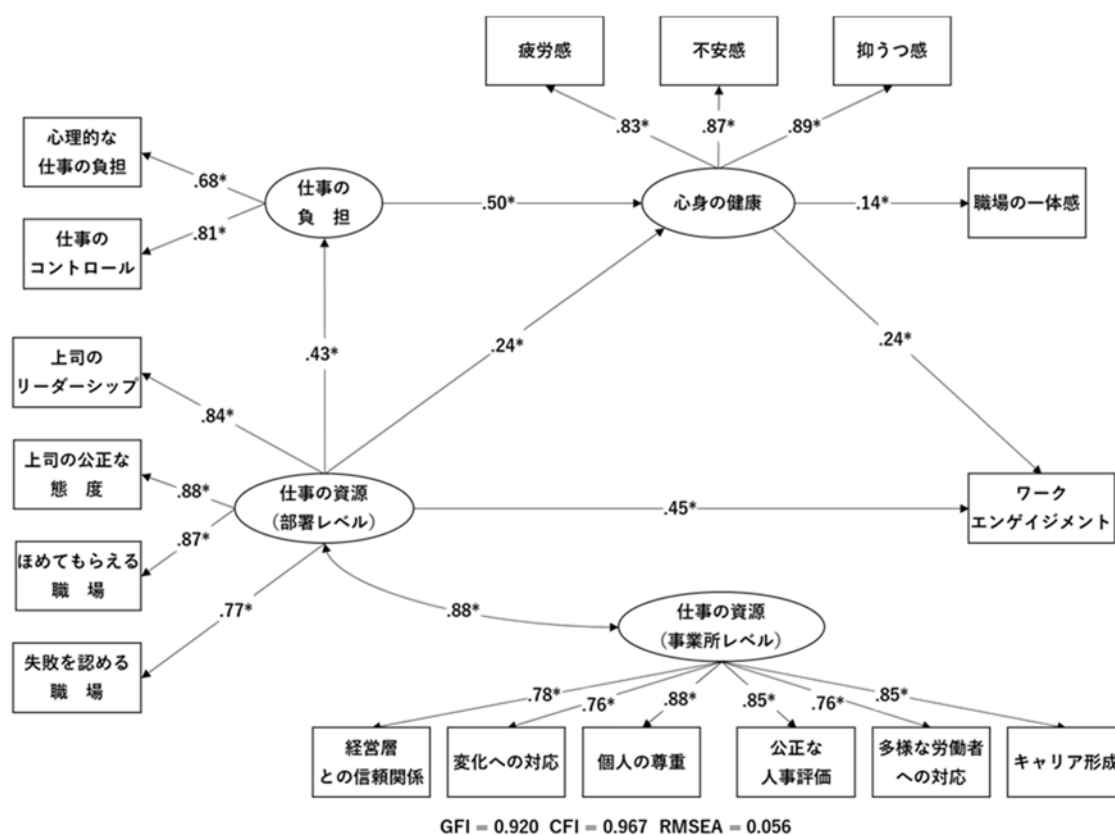 疲労感
不安感
抑うつ感
.83*
.87*
.89*
心理的な
仕事の負担
.68*
仕事の
負 担
.50*
心身の健康
.14*
職場の一体感
.81*
仕事の
コントロール
.43*
.24*
.24*
上司の
リーダーシップ
.84*
上司の公正な
態 度
.88*
仕事の資源
（部署レベル）
.45*
ワーク
エンゲイジメント
.87*
ほめてもらえる
職 場
.77*
.88*
仕事の資源
（事業所レベル）
失敗を認める
職 場
.78*
.76*
.88*
.85*
.76*
.85*
経営層
との信頼関係
変化への対応
個人の尊重
公正な
人事評価
多様な労働者
への対応
キャリア形成
GFI = 0.920 CFI = 0.967 RMSEA = 0.056